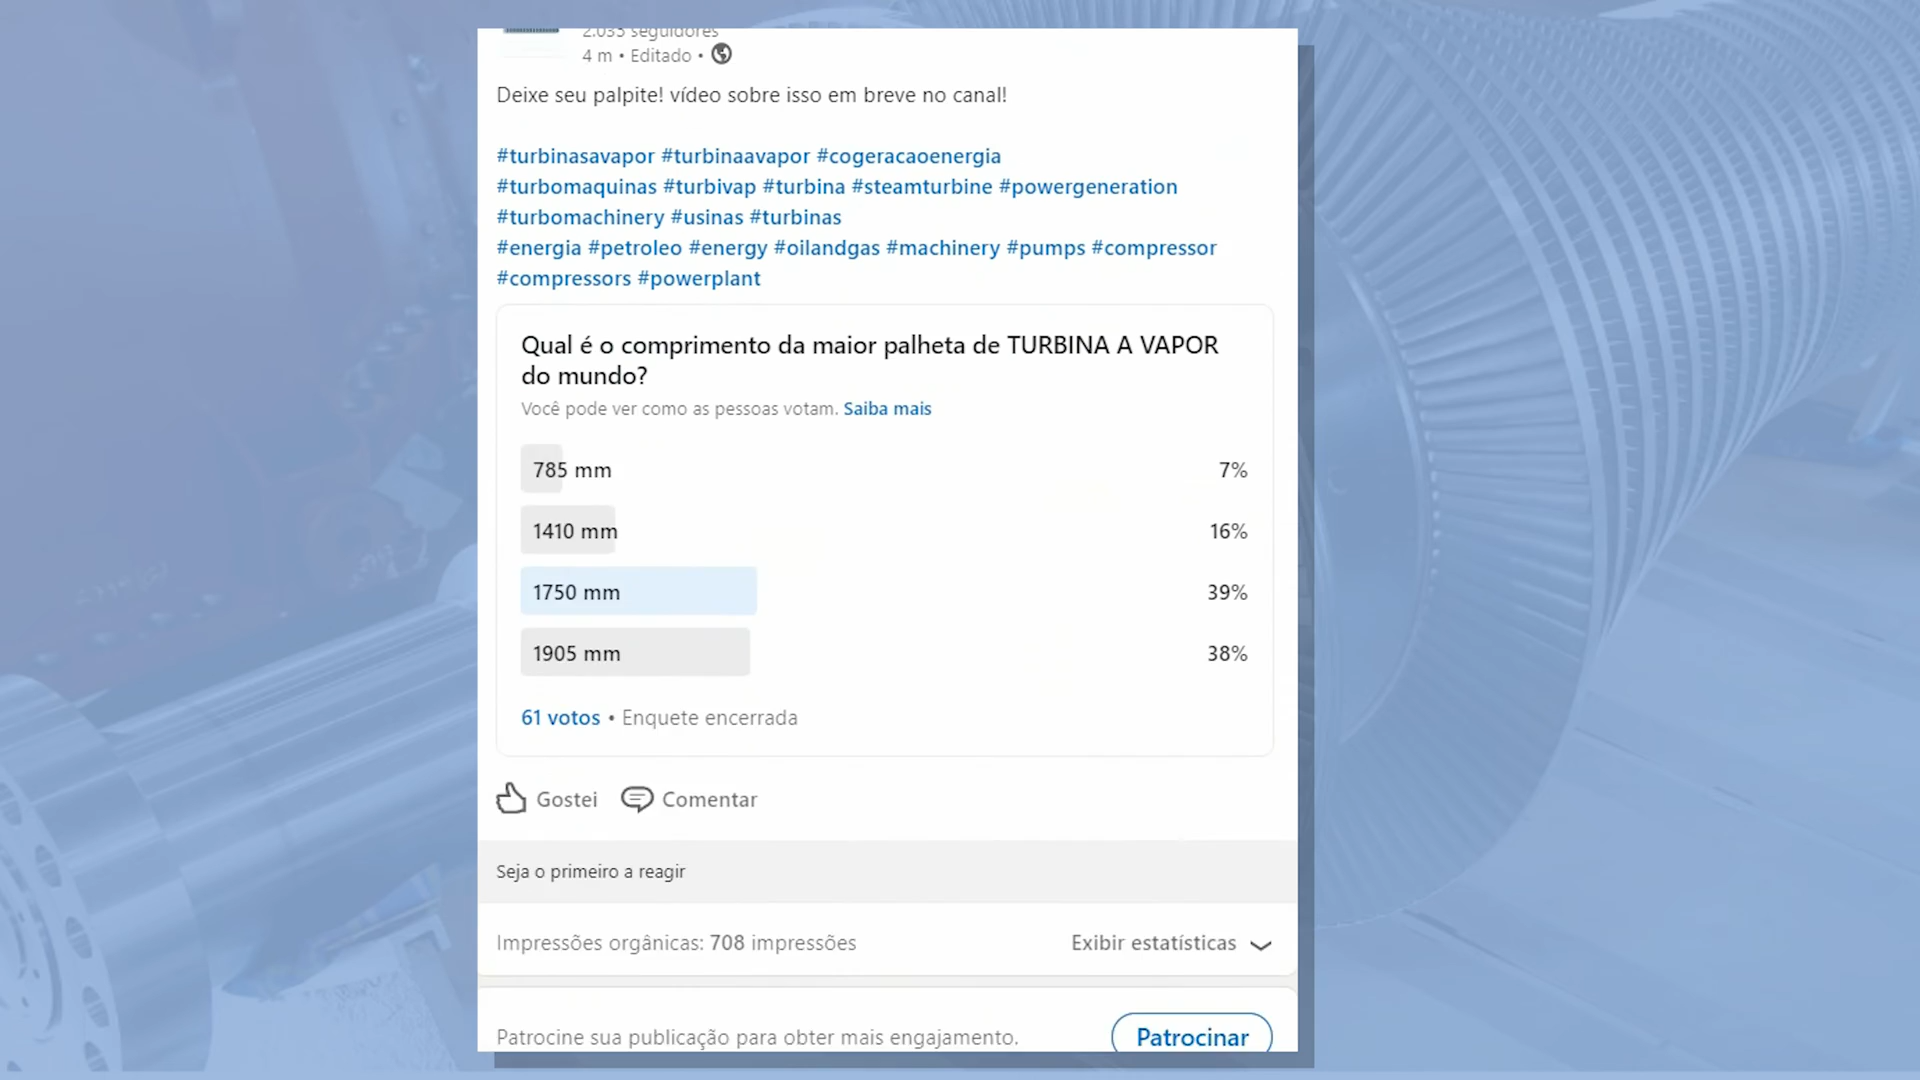 2.035 seguidores
4 m • Editado •
Deixe seu palpite! vídeo sobre isso em breve no canal!
#turbinasavapor #turbinaavapor #cogeracaoenergia
#turbomaquinas #turbivap #turbina #steamturbine #powergeneration
#turbomachinery #usinas #turbinas
#energia #petroleo #energy #oilandgas #machinery #pumps #compressor
#compressors #powerplant
Qual é o comprimento da maior palheta de TURBINA A VAPOR
do mundo?
Você pode ver como as pessoas votam. Saiba mais
785 mm 7%
1410 mm 16%
1750 mm 39%
1905 mm 38%
61 votos • Enquete encerrada
Gostei Comentar
Seja o primeiro a reagir
Impressões orgânicas: 708 impressões Exibir estatísticas
Patrocine sua publicação para obter mais engajamento. Patrocinar